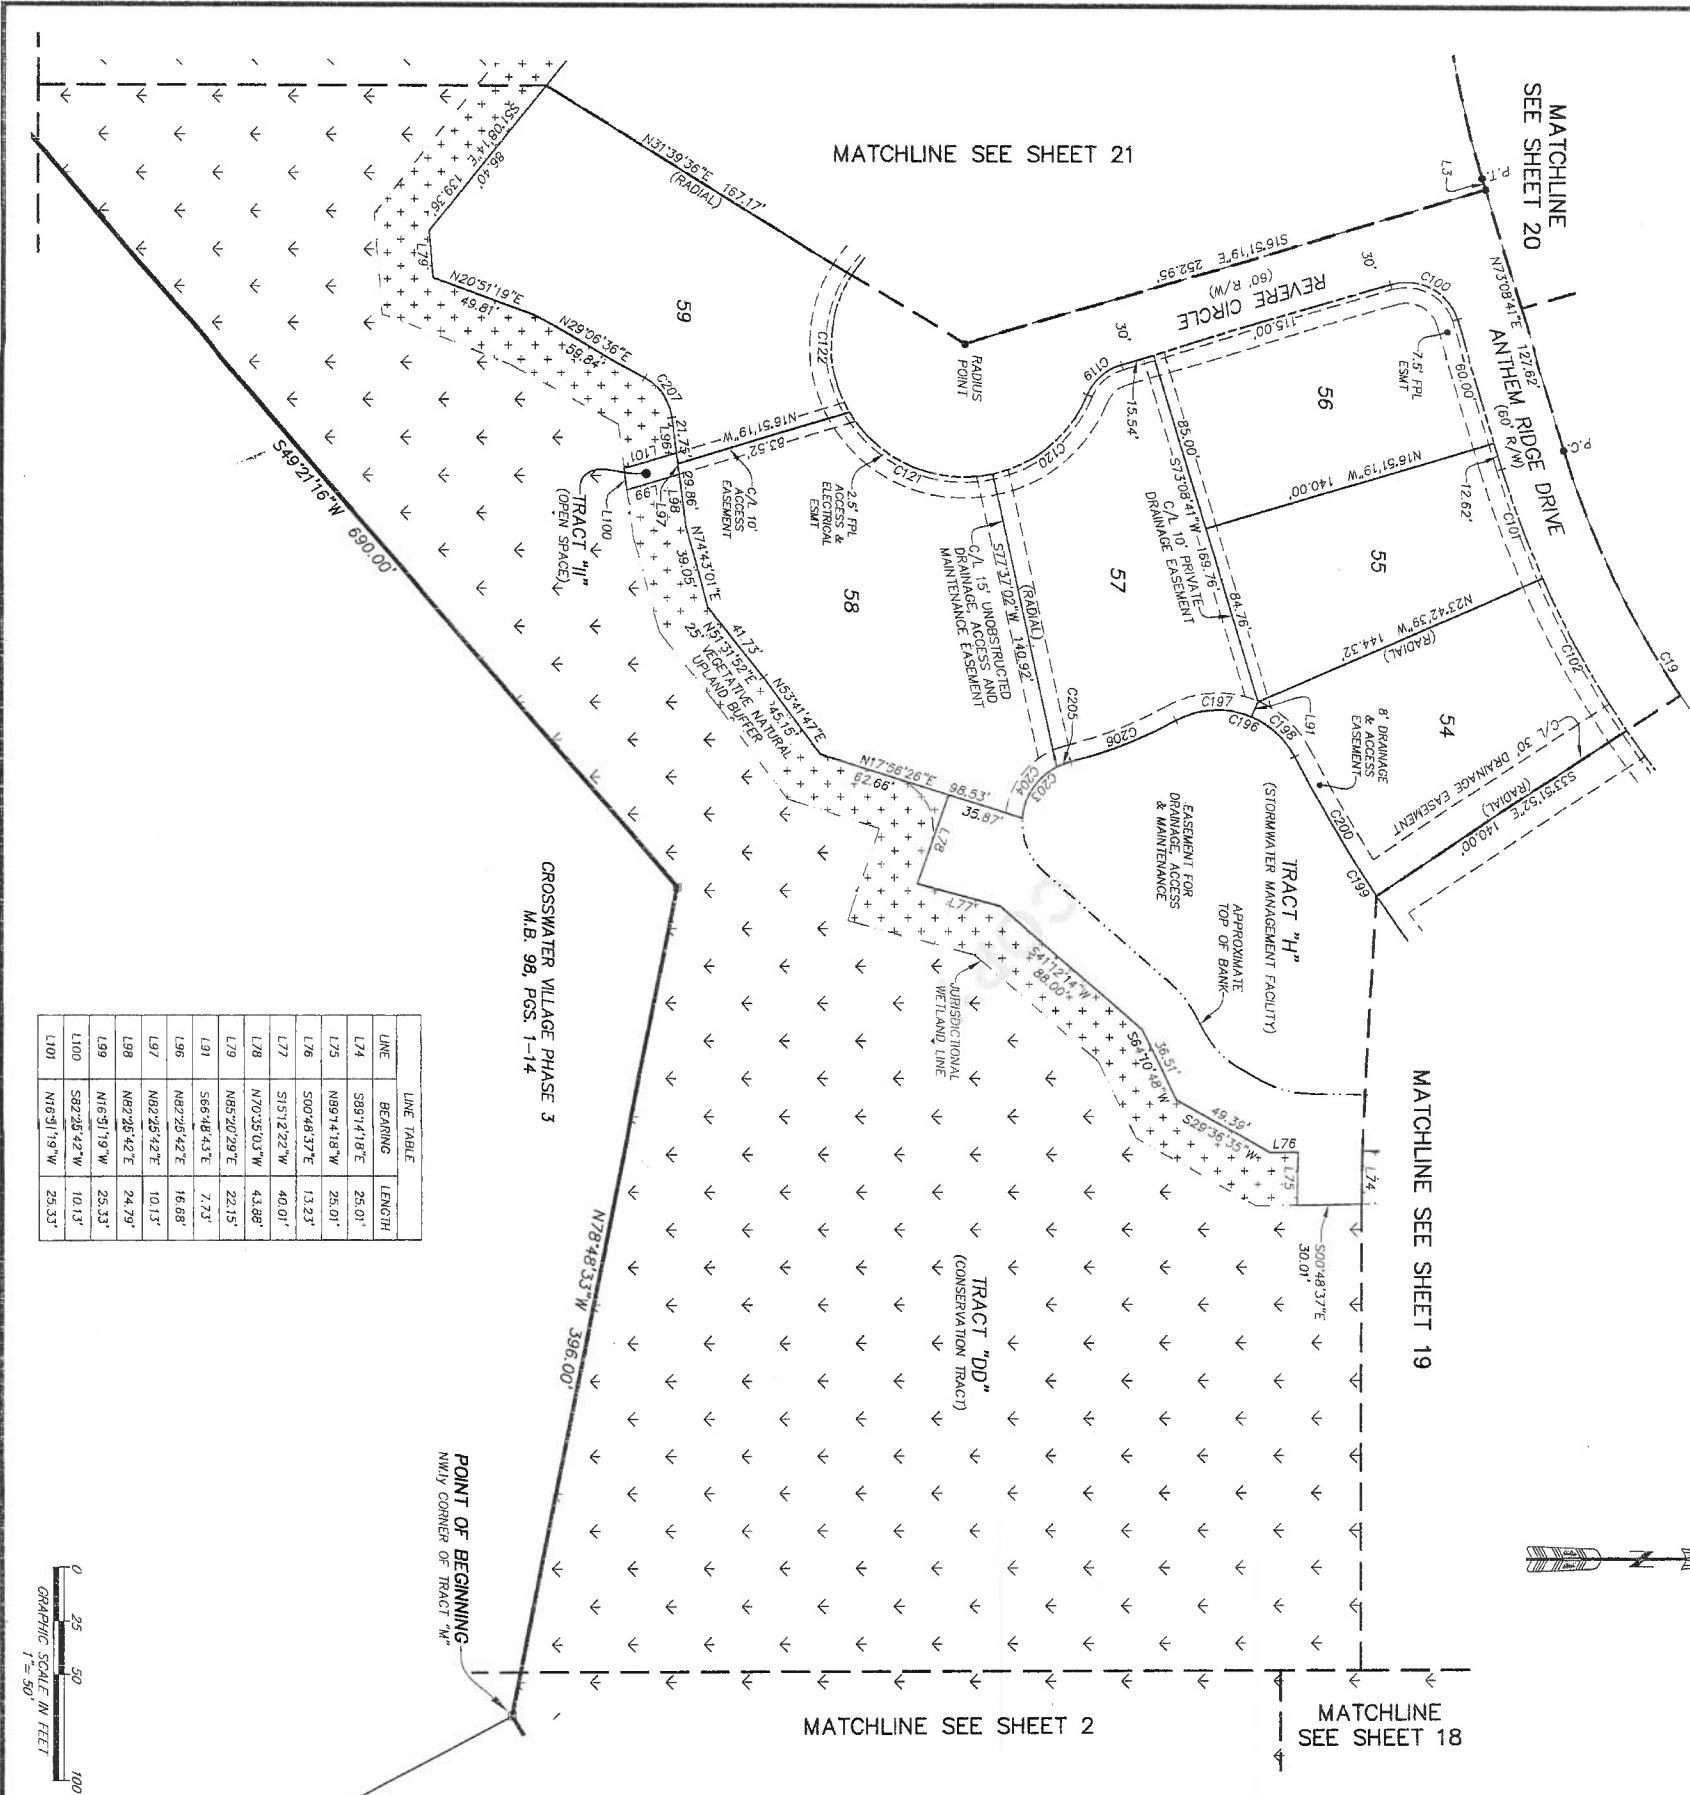 MATCHLINE
SEE SHEET 20
MATCHLINE SEE SHEET 21
P.T.
L3
N73°08'41"E 127.62'
ANTHEM RIDGE DRIVE
(60' R/W)
P.C.
C19
S16°51'19"E 252.95'
REVERE CIRCLE
(60' R/W)
30'
30'
115.00'
C100
7.5' FPL
ESMT
60.00'
12.62'
C101
C102
56
55
54
N16°51'19"W
140.00'
N23°42'39"W 144.32'
(RADIAL)
C/L 30' DRAINAGE EASEMENT
S33°51'52"E
(RADIAL)
140.00'
15.54'
85.00'
S73°08'41"W
169.76'
84.76'
C/L 10' PRIVATE
DRAINAGE EASEMENT
57
RADIUS
POINT
C119
C120
C121
C122
N31°39'36"E 167.17'
(RADIAL)
59
58
2.5' FPL
ACCESS &
ELECTRICAL
ESMT
(RADIAL)
S77°37'02"W 140.92'
C/L 15' UNOBSTRUCTED
DRAINAGE, ACCESS AND
MAINTENANCE EASEMENT
N16°51'19"W
83.52'
C/L 10'
ACCESS
EASEMENT
L91
C196
C197
C198
C199
C200
C203
C204
C205
C206
C207
8' DRAINAGE
& ACCESS
EASEMENT
TRACT "H"
(STORMWATER MANAGEMENT FACILITY)
EASEMENT FOR
DRAINAGE, ACCESS
& MAINTENANCE
APPROXIMATE
TOP OF BANK
S51°08'14"E
86.40'
139.36'
L79
N20°51'19"E
49.81'
N29°06'36"E
59.84'
21.75'
L96
L101
29.86'
L98
L97
L99
L100
TRACT "II"
(OPEN SPACE)
N74°43'01"E
39.05'
41.73'
N51°31'52"E
45.15'
N53°41'47"E
25' VEGETATIVE NATURAL
UPLAND BUFFER
N17°56'26"E
62.66'
98.53'
35.87'
L78
L77
S41°12'14"W
88.00'
36.51'
S64°10'48"W
49.39'
S29°36'35"W
L76
L75
L74
S00°48'37"E
30.01'
JURISDICTIONAL
WETLAND LINE
MATCHLINE SEE SHEET 19
TRACT "DD"
(CONSERVATION TRACT)
S49°21'16"W
690.00'
CROSSWATER VILLAGE PHASE 3
M.B. 98, PGS. 1-14
N78°48'33"W 396.00'
POINT OF BEGINNING
NW.ly CORNER OF TRACT "M"
MATCHLINE SEE SHEET 2
MATCHLINE
SEE SHEET 18
LINE TABLE
LINE BEARING LENGTH
L74 S89°14'18"E 25.01'
L75 N89°14'18"W 25.01'
L76 S00°48'37"E 13.23'
L77 S15°12'22"W 40.01'
L78 N70°35'03"W 43.88'
L79 N85°20'29"E 22.15'
L91 S66°48'43"E 7.73'
L96 N82°25'42"E 16.68'
L97 N82°25'42"E 10.13'
L98 N82°25'42"E 24.79'
L99 N16°51'19"W 25.33'
L100 S82°25'42"W 10.13'
L101 N16°51'19"W 25.33'
N
0 25 50 100
GRAPHIC SCALE IN FEET
1"= 50'